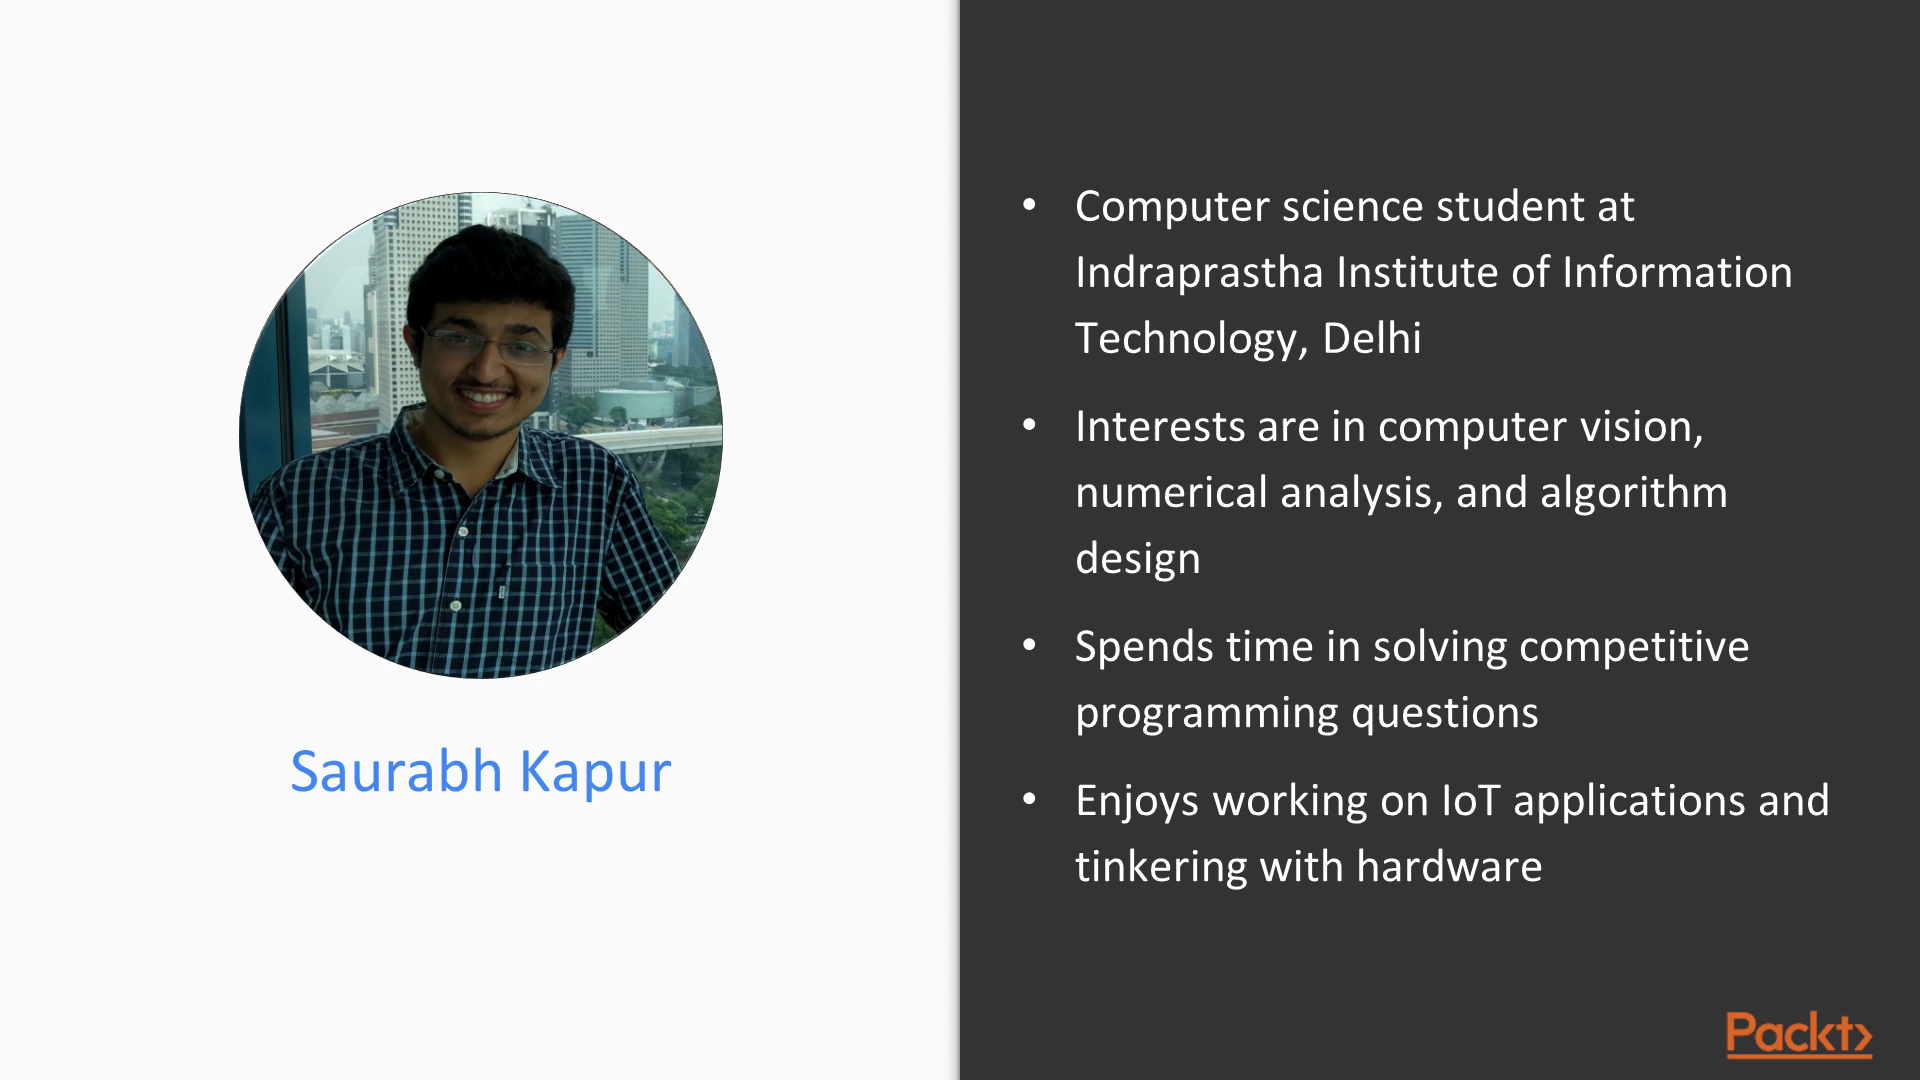 Saurabh Kapur
• Computer science student at
Indraprastha Institute of Information
Technology, Delhi
• Interests are in computer vision,
numerical analysis, and algorithm
design
• Spends time in solving competitive
programming questions
• Enjoys working on IoT applications and
tinkering with hardware
Packt>